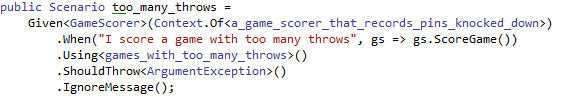 public Scenario too_many_throws =
Given<GameScorer>(Context.Of<a_game_scorer_that_records_pins_knocked_down>)
.When("I score a game with too many throws", gs => gs.ScoreGame())
.Using<games_with_too_many_throws>()
.ShouldThrow<ArgumentException>()
.IgnoreMessage();